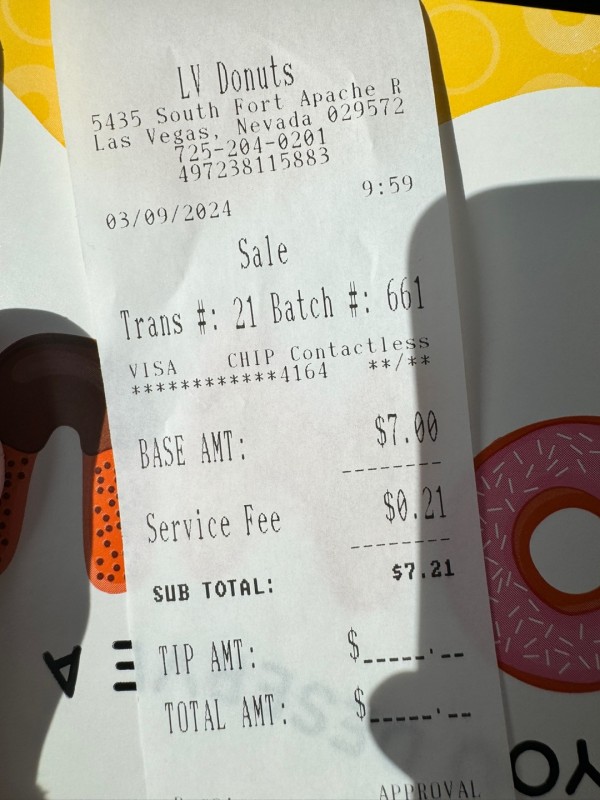 LV Donuts
5435 South Fort Apache R
Las Vegas, Nevada 029572
725-204-0201
497238115883
03/09/2024 9:59
Sale
Trans #: 21 Batch #: 661
VISA CHIP Contactless
************4164 **/**
BASE AMT: $7.00
--------
Service Fee $0.21
--------
SUB TOTAL: $7.21
TIP AMT: $_____.__
TOTAL AMT: $_____.__
APPROVAL